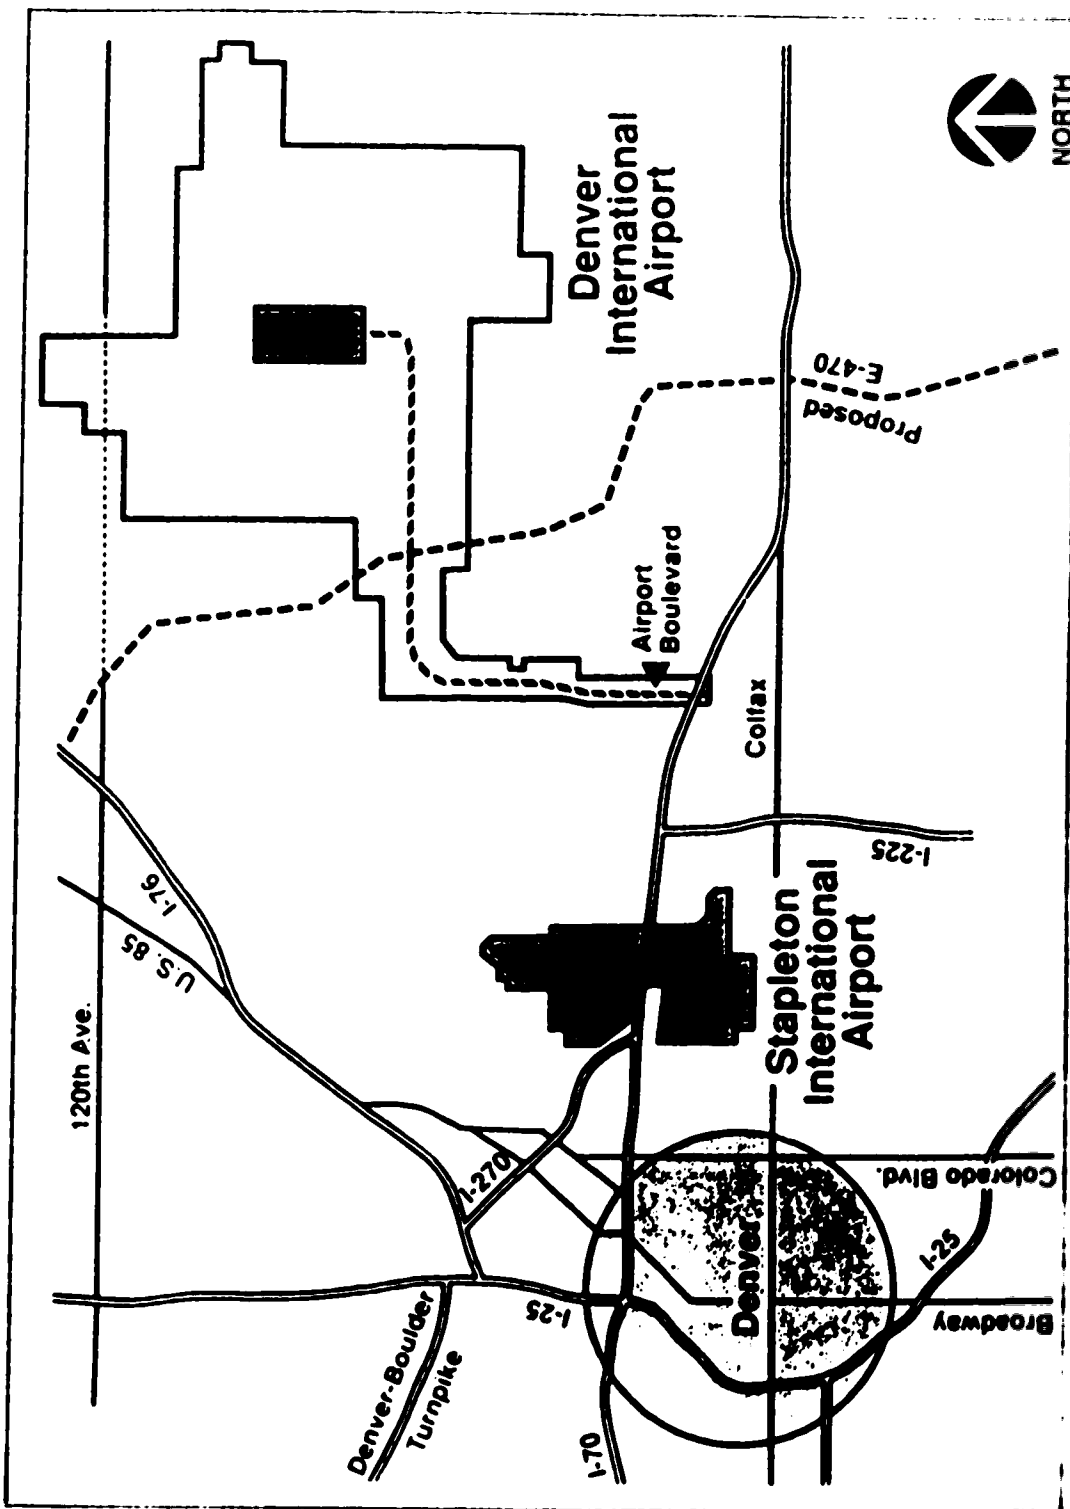 120th Ave.
U.S. 85
I-76
Denver
International
Airport
Denver-Boulder
Turnpike
I-270
I-25
I-70
Airport
Boulevard
Proposed
E-470
Denver
Colfax
Stapleton
International
Airport
I-225
I-25
Broadway
Colorado Blvd.
NORTH